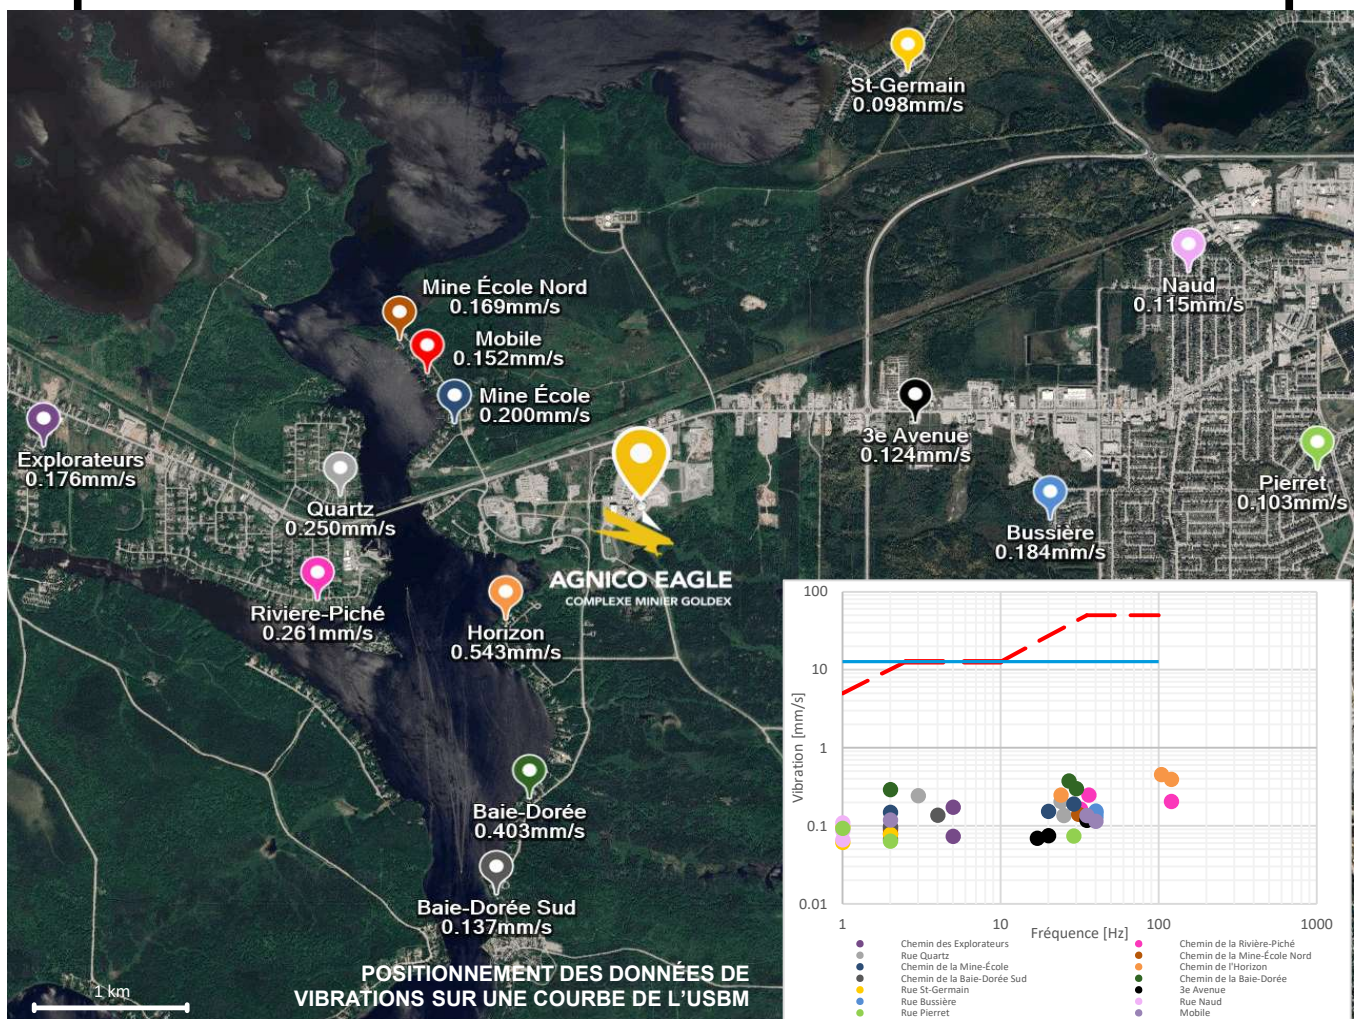 St-Germain
0.098mm/s
Naud
0.115mm/s
Mine École Nord
0.169mm/s
Mobile
0.152mm/s
Mine École
0.200mm/s
Explorateurs
0.176mm/s
3e Avenue
0.124mm/s
Quartz
0.250mm/s
Pierret
0.103mm/s
Bussière
0.184mm/s
AGNICO EAGLE
COMPLEXE MINIER GOLDEX
Riviere-Piché
0.261mm/s
Horizon
0.543mm/s
Baie-Dorée
0.403mm/s
Baie-Dorée Sud
0.137mm/s
POSITIONNEMENT DES DONNÉES DE
VIBRATIONS SUR UNE COURBE DE L'USBM
1 km
Vibration [mm/s]
100
10
1
0.1
0.01
1 10 100 1000
Fréquence [Hz]
Chemin des Explorateurs
Chemin de la Rivière-Piché
Rue Quartz
Chemin de la Mine-École Nord
Chemin de la Mine-École
Chemin de l'Horizon
Chemin de la Baie-Dorée Sud
Chemin de la Baie-Dorée
Rue St-Germain
3e Avenue
Rue Bussière
Rue Naud
Rue Pierret
Mobile